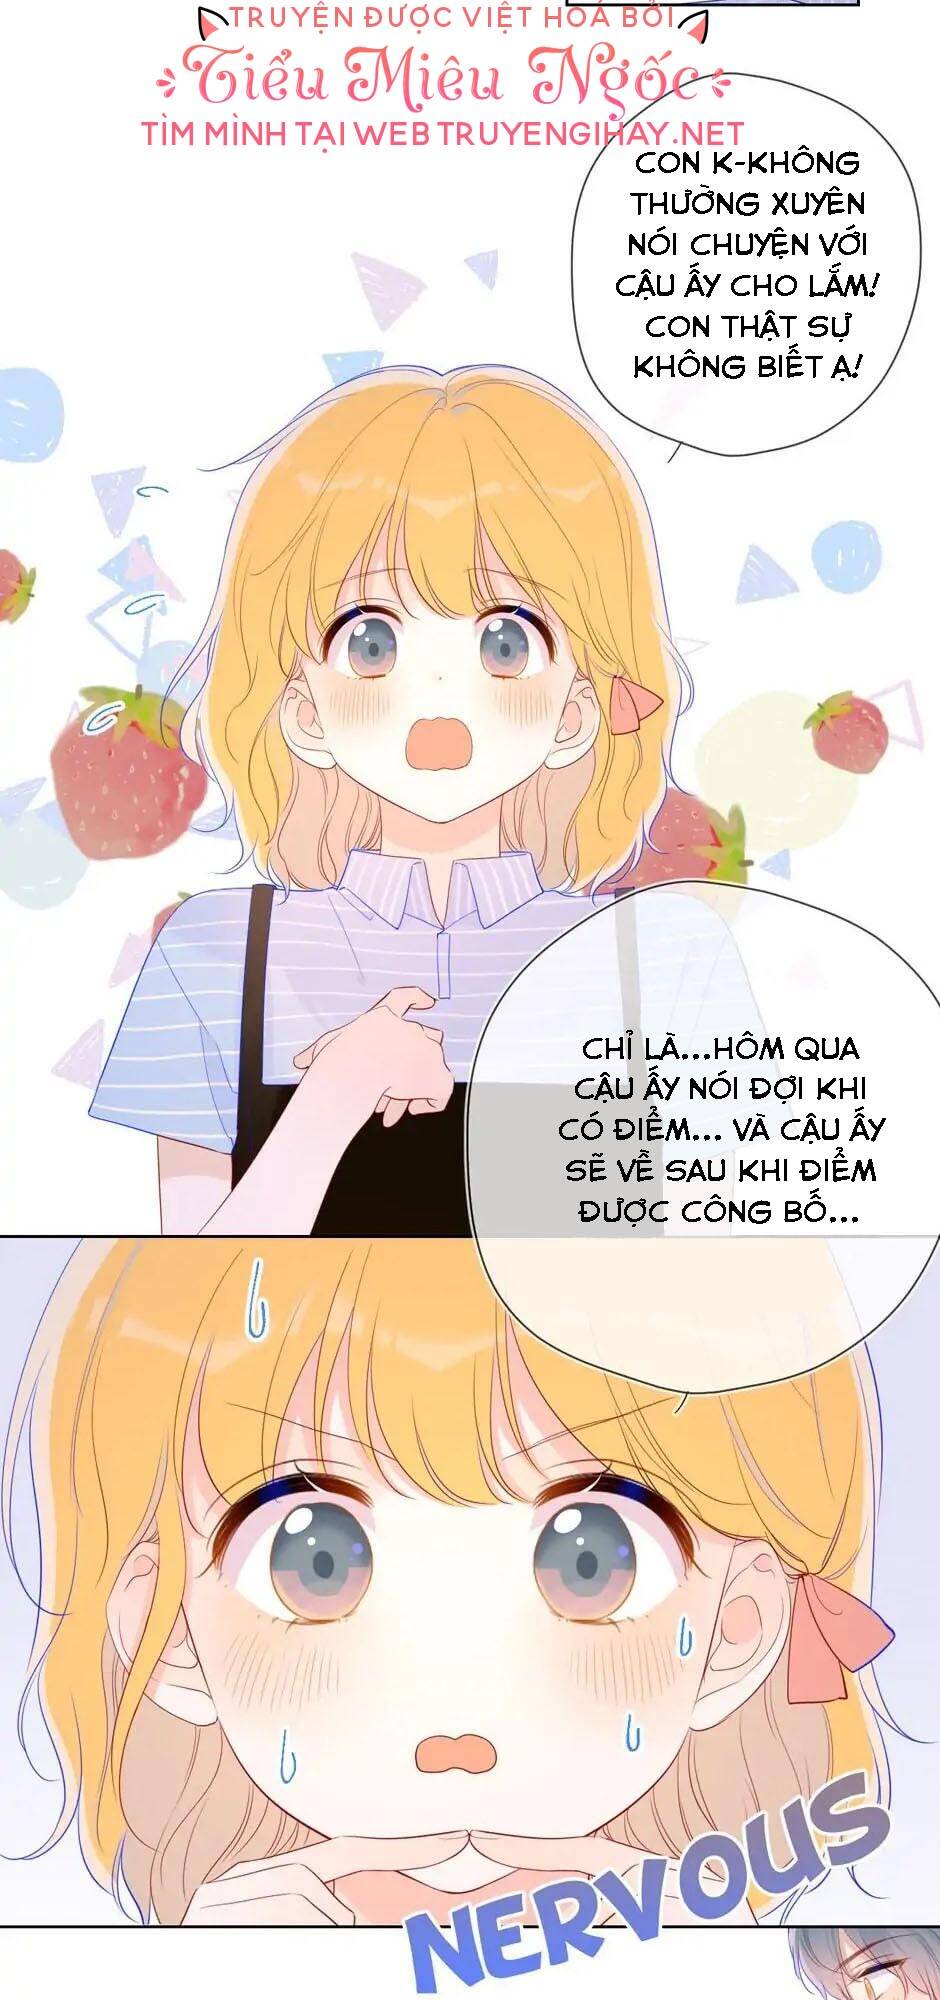 TRUYỆN ĐƯỢC VIỆT HOÁ BỞI
Tiểu Miêu Ngốc
TÌM MÌNH TẠI WEB TRUYENGIHAY.NET
CON K-KHÔNG
THƯỜNG XUYÊN
NÓI CHUYỆN VỚI
CẬU ẤY CHO LẮM!
CON THẬT SỰ
KHÔNG BIẾT Ạ!
CHỈ LÀ...HÔM QUA
CẬU ẤY NÓI ĐỢI KHI
CÓ ĐIỂM... VÀ CẬU ẤY
SẼ VỀ SAU KHI ĐIỂM
ĐƯỢC CÔNG BỐ...
NERVOUS